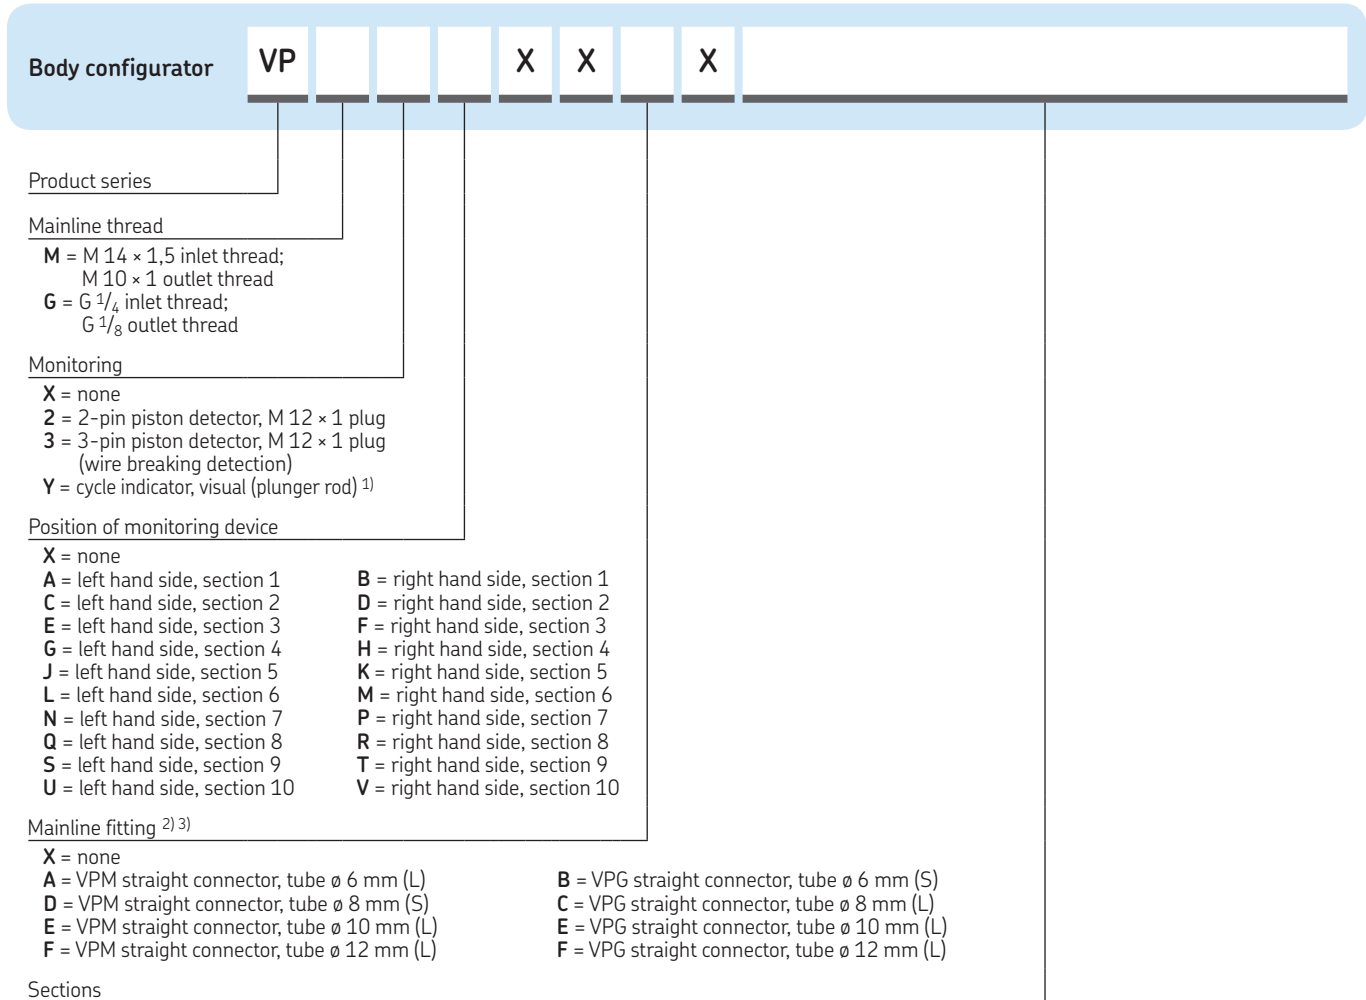 Body configurator VP X X X
Product series
Mainline thread
M = M 14 × 1,5 inlet thread;
M 10 × 1 outlet thread
G = G 1/4 inlet thread;
G 1/8 outlet thread
Monitoring
X = none
2 = 2-pin piston detector, M 12 × 1 plug
3 = 3-pin piston detector, M 12 × 1 plug
(wire breaking detection)
Y = cycle indicator, visual (plunger rod) 1)
Position of monitoring device
X = none
A = left hand side, section 1 B = right hand side, section 1
C = left hand side, section 2 D = right hand side, section 2
E = left hand side, section 3 F = right hand side, section 3
G = left hand side, section 4 H = right hand side, section 4
J = left hand side, section 5 K = right hand side, section 5
L = left hand side, section 6 M = right hand side, section 6
N = left hand side, section 7 P = right hand side, section 7
Q = left hand side, section 8 R = right hand side, section 8
S = left hand side, section 9 T = right hand side, section 9
U = left hand side, section 10 V = right hand side, section 10
Mainline fitting 2) 3)
X = none
A = VPM straight connector, tube ø 6 mm (L) B = VPG straight connector, tube ø 6 mm (S)
D = VPM straight connector, tube ø 8 mm (S) C = VPG straight connector, tube ø 8 mm (L)
E = VPM straight connector, tube ø 10 mm (L) E = VPG straight connector, tube ø 10 mm (L)
F = VPM straight connector, tube ø 12 mm (L) F = VPG straight connector, tube ø 12 mm (L)
Sections